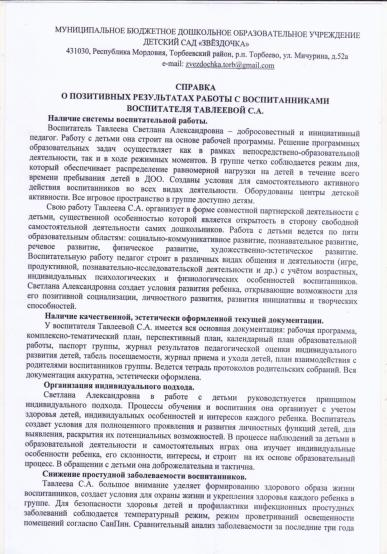 МУНИЦИПАЛЬНОЕ БЮДЖЕТНОЕ ДОШКОЛЬНОЕ ОБРАЗОВАТЕЛЬНОЕ УЧРЕЖДЕНИЕ
ДЕТСКИЙ САД «ЗВЁЗДОЧКА»
431030, Республика Мордовия, Торбеевский район, р.п. Торбеево, ул. Мичурина, д.52а
e-mail: zvezdochka.torb@gmail.com
СПРАВКА
О ПОЗИТИВНЫХ РЕЗУЛЬТАТАХ РАБОТЫ С ВОСПИТАННИКАМИ
ВОСПИТАТЕЛЯ ТАВЛЕЕВОЙ С.А.
Наличие системы воспитательной работы.
Воспитатель Тавлеева Светлана Александровна – добросовестный и инициативный
педагог. Работу с детьми она строит на основе рабочей программы. Решение программных
образовательных задач осуществляет как в рамках непосредственно-образовательной
деятельности, так и в ходе режимных моментов. В группе четко соблюдается режим дня,
который обеспечивает распределение равномерной нагрузки на детей в течение всего
времени пребывания детей в ДОО. Созданы условия для самостоятельного активного
действия воспитанников во всех видах деятельности. Оборудованы центры детской
активности. Все игровое пространство в группе доступно детям.
Свою работу Тавлеева С.А. организует в форме совместной партнерской деятельности с
детьми, существенной особенностью которой является открытость в сторону свободной
самостоятельной деятельности самих дошкольников. Работа с детьми ведется по пяти
образовательным областям: социально-коммуникативное развитие, познавательное развитие,
речевое развитие, физическое развитие, художественно-эстетическое развитие.
Воспитательную работу педагог строит в различных видах общения и деятельности (игре,
продуктивной, познавательно-исследовательской деятельности и др.) с учётом возрастных,
индивидуальных психологических и физиологических особенностей воспитанников.
Светлана Александровна создает условия развития ребенка, открывающие возможности для
его позитивной социализации, личностного развития, развития инициативы и творческих
способностей.
Наличие качественной, эстетически оформленной текущей документации.
У воспитателя Тавлеевой С.А. имеется вся основная документация: рабочая программа,
комплексно-тематический план, перспективный план, календарный план образовательной
работы, паспорт группы, журнал результатов педагогической оценки индивидуального
развития детей, табель посещаемости, журнал приема и ухода детей, план взаимодействия с
родителями воспитанников группы. Ведется тетрадь протоколов родительских собраний. Вся
документация аккуратна, эстетически оформлена.
Организация индивидуального подхода.
Светлана Александровна в работе с детьми руководствуется принципом
индивидуального подхода. Процессы обучения и воспитания она организует с учетом
здоровья детей, индивидуальных особенностей и интересов каждого ребенка. Воспитатель
создает условия для полноценного проявления и развития личностных функций детей, для
выявления, раскрытия их потенциальных возможностей. В процессе наблюдений за детьми в
образовательной деятельности и самостоятельных играх она изучает индивидуальные
особенности ребенка, его склонности, интересы, и строит на их основе образовательный
процесс. В обращении с детьми она доброжелательна и тактична.
Снижение простудной заболеваемости воспитанников.
Тавлеева С.А. большое внимание уделяет формированию здорового образа жизни
воспитанников, создает условия для охраны жизни и укрепления здоровья каждого ребенка в
группе. Для безопасности здоровья детей и профилактики инфекционных простудных
заболеваний соблюдается температурный режим, режим проветривания освещенности
помещений согласно СанПин. Сравнительный анализ заболеваемости за последние три года